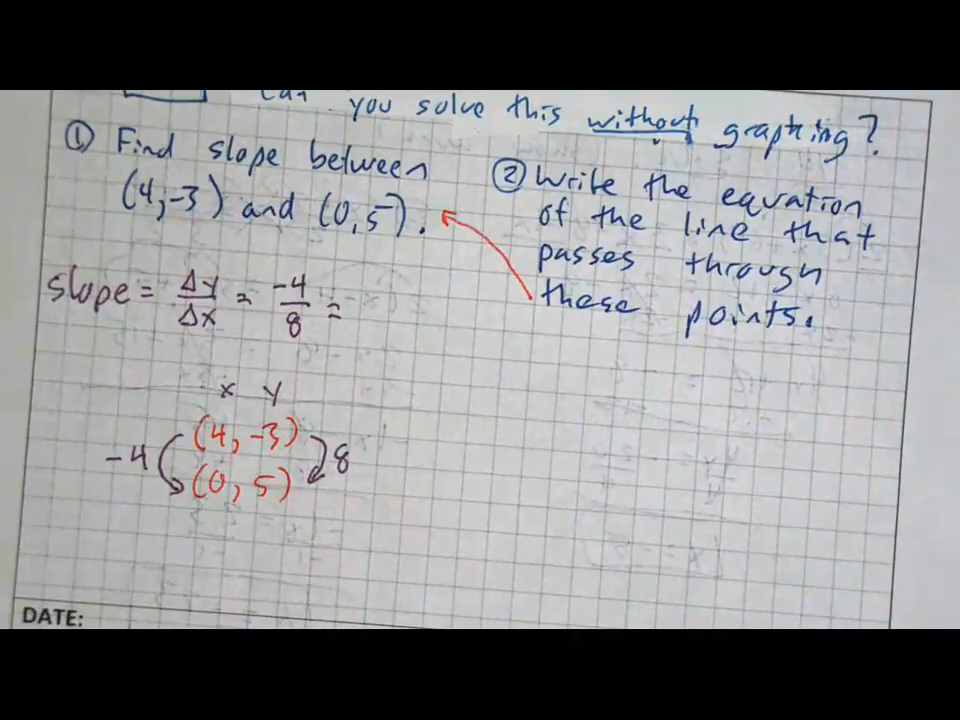 Can you solve this without graphing?
① Find slope between
(4,-3) and (0,5).
② Write the equation
of the line that
passes through
these points.
slope = Δy/Δx = -4/8 =
x y
-4 (4, -3) 8
(0, 5)
DATE: